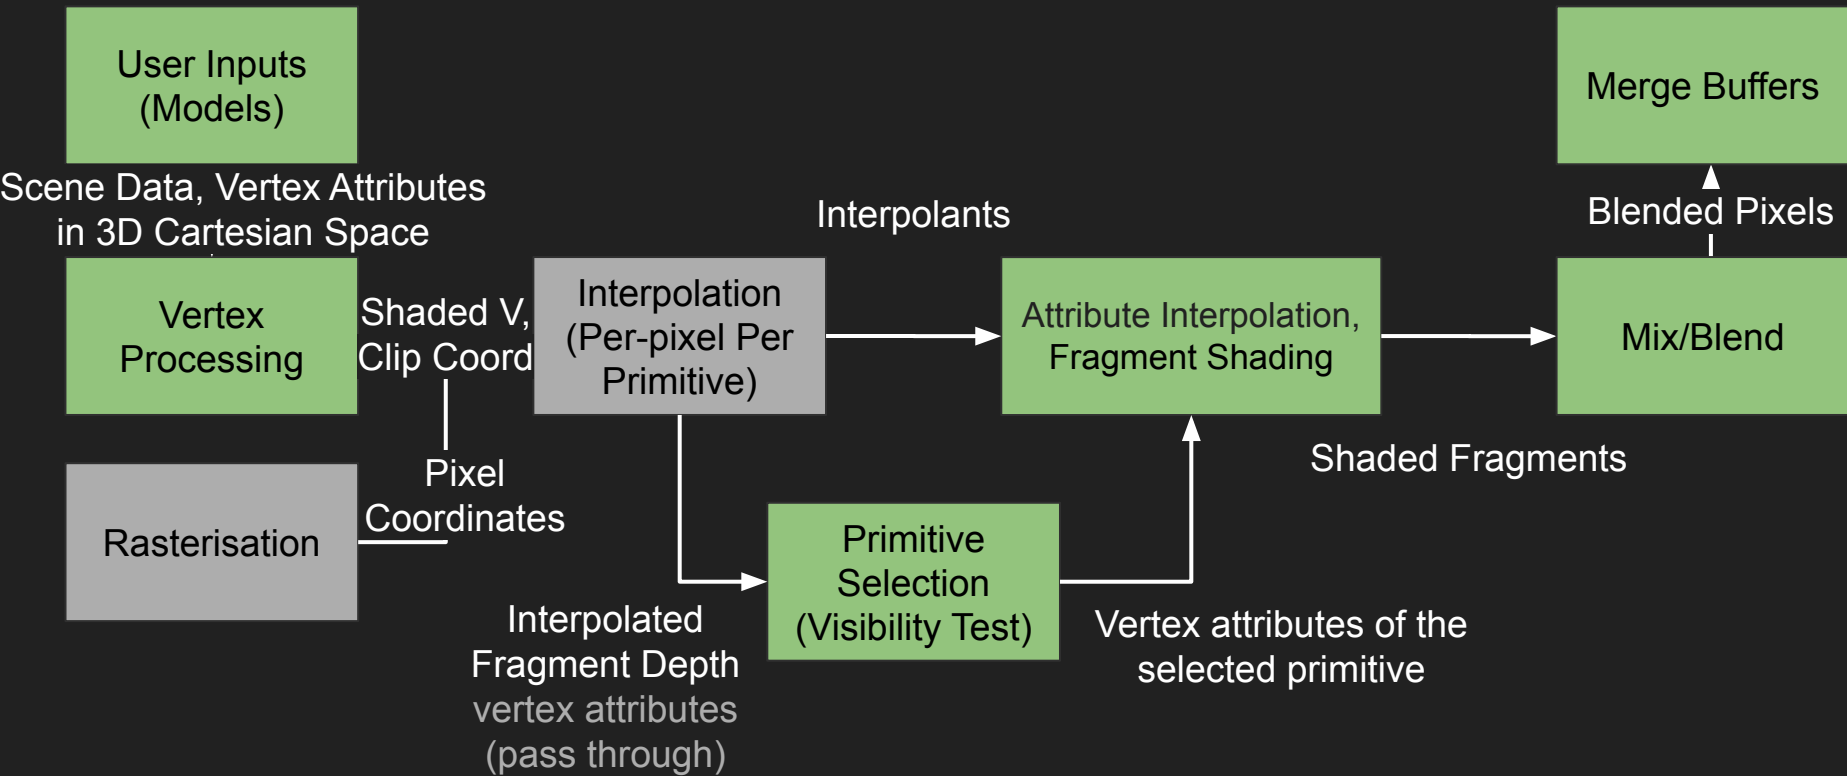 User Inputs
(Models)
Scene Data, Vertex Attributes
in 3D Cartesian Space
Vertex
Processing
Shaded V,
Clip Coord
Pixel
Coordinates
Rasterisation
Interpolation
(Per-pixel Per
Primitive)
Interpolants
Interpolated
Fragment Depth
vertex attributes
(pass through)
Primitive
Selection
(Visibility Test)
Vertex attributes of the
selected primitive
Attribute Interpolation,
Fragment Shading
Shaded Fragments
Mix/Blend
Blended Pixels
Merge Buffers